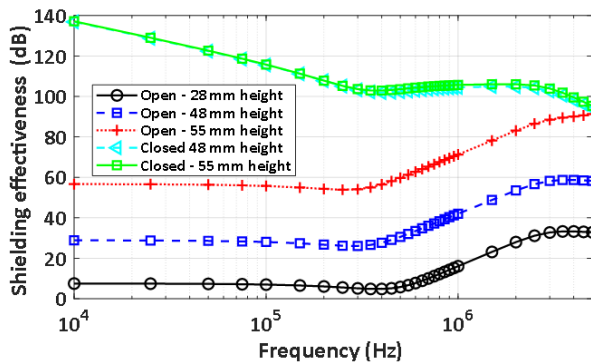 Shielding effectiveness (dB)
140
120
100
80
60
40
20
0
Open - 28 mm height
Open - 48 mm height
Open - 55 mm height
Closed 48 mm height
Closed - 55 mm height
10^4
10^5
10^6
Frequency (Hz)